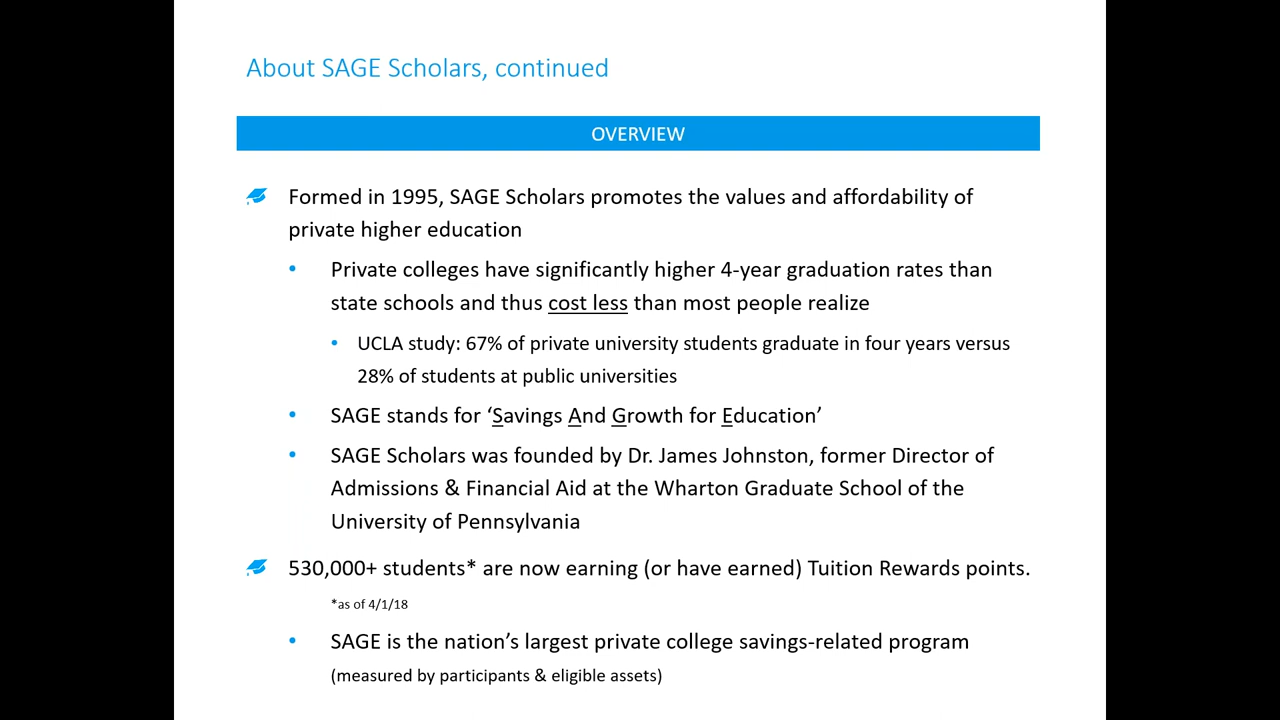 About SAGE Scholars, continued
OVERVIEW
Formed in 1995, SAGE Scholars promotes the values and affordability of
private higher education
• Private colleges have significantly higher 4-year graduation rates than
state schools and thus cost less than most people realize
• UCLA study: 67% of private university students graduate in four years versus
28% of students at public universities
• SAGE stands for ‘Savings And Growth for Education’
• SAGE Scholars was founded by Dr. James Johnston, former Director of
Admissions & Financial Aid at the Wharton Graduate School of the
University of Pennsylvania
530,000+ students* are now earning (or have earned) Tuition Rewards points.
*as of 4/1/18
• SAGE is the nation’s largest private college savings-related program
(measured by participants & eligible assets)